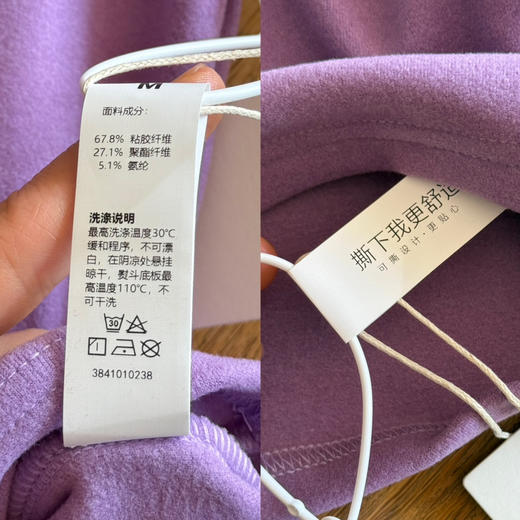 M
面料成分:
67.8% 粘胶纤维
27.1% 聚酯纤维
5.1% 氨纶
洗涤说明
最高洗涤温度30℃
缓和程序，不可漂
白，在阴凉处悬挂
晾干，熨斗底板最
高温度110℃，不
可干洗
30
3841010238
撕下我更舒适
可撕设计·更贴心